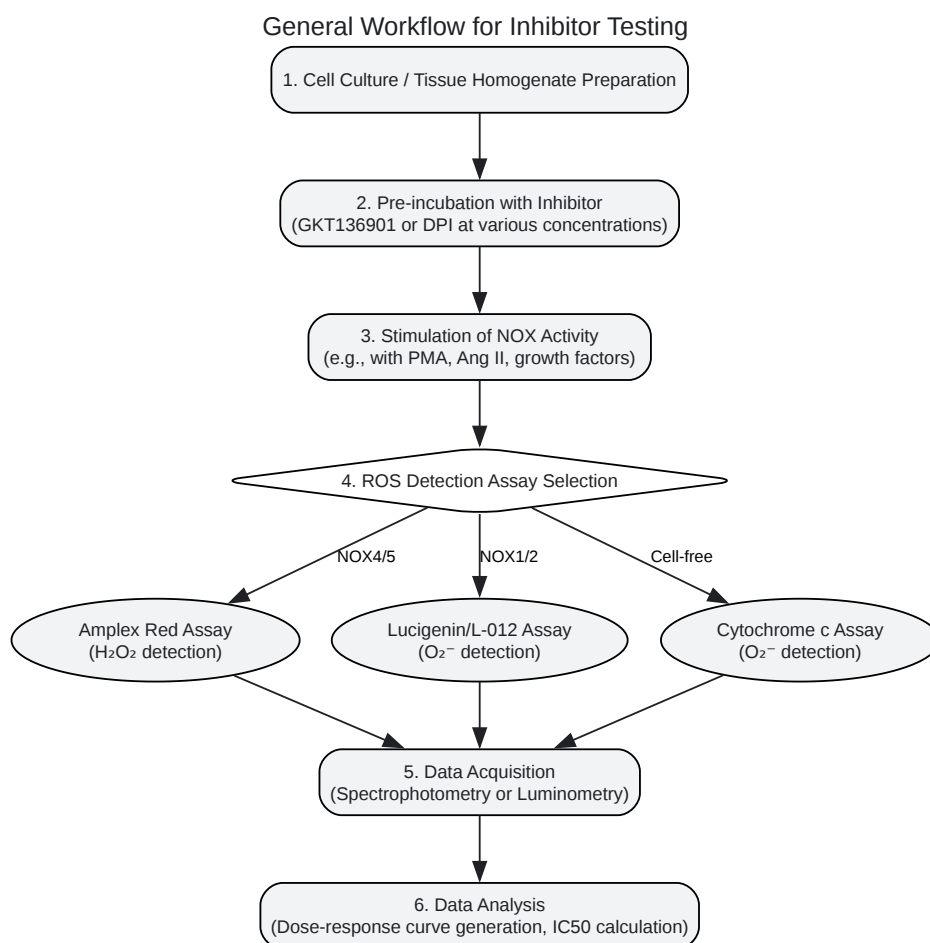 General Workflow for Inhibitor Testing
1. Cell Culture / Tissue Homogenate Preparation
2. Pre-incubation with Inhibitor
(GKT136901 or DPI at various concentrations)
3. Stimulation of NOX Activity
(e.g., with PMA, Ang II, growth factors)
4. ROS Detection Assay Selection
NOX4/5
NOX1/2
Cell-free
Amplex Red Assay
(H₂O₂ detection)
Lucigenin/L-012 Assay
(O₂⁻ detection)
Cytochrome c Assay
(O₂⁻ detection)
5. Data Acquisition
(Spectrophotometry or Luminometry)
6. Data Analysis
(Dose-response curve generation, IC50 calculation)